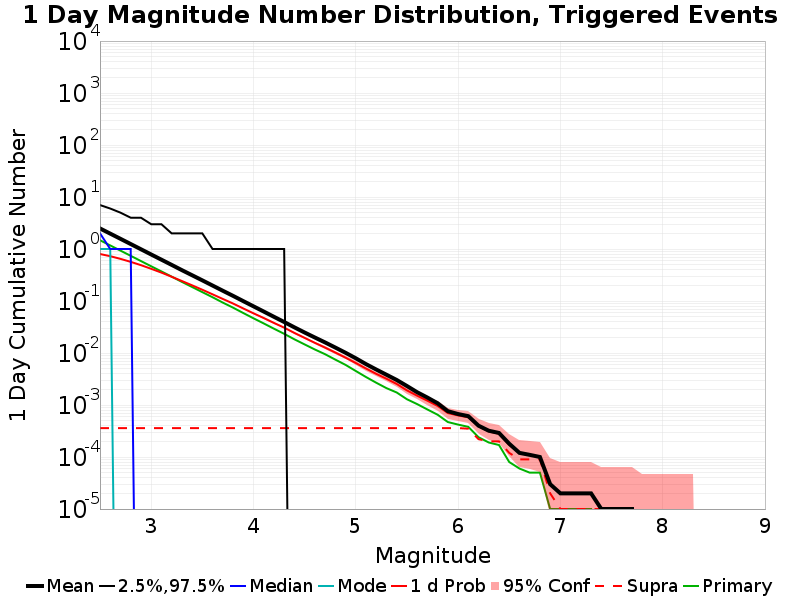 1 Day Magnitude Number Distribution, Triggered Events
1 Day Cumulative Number
10^4
10^3
10^2
10^1
10^0
10^-1
10^-2
10^-3
10^-4
10^-5
3 4 5 6 7 8 9
Magnitude
Mean 2.5%,97.5% Median Mode 1 d Prob 95% Conf Supra Primary